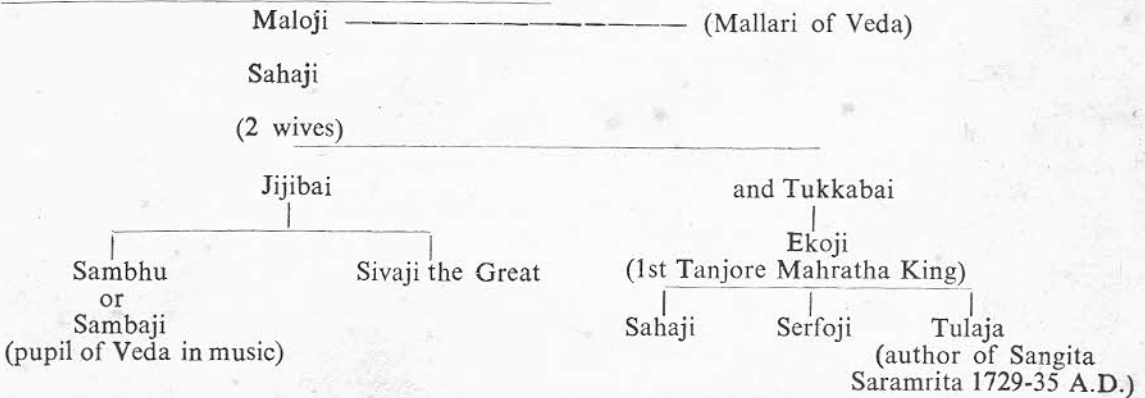 Maloji (Mallari of Veda)
Sahaji
(2 wives)
Jijibai and Tukkabai
Ekoji
Sambhu Sivaji the Great (1st Tanjore Mahratha King)
or
Sambaji Sahaji Serfoji Tulaja
(pupil of Veda in music) (author of Sangita
Saramrita 1729-35 A.D.)